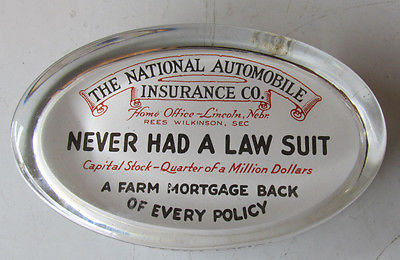 THE NATIONAL AUTOMOBILE
INSURANCE CO.
Home Office-Lincoln, Nebr.
REES WILKINSON, SEC
NEVER HAD A LAW SUIT
Capital Stock-Quarter of a Million Dollars
A FARM MORTGAGE BACK
OF EVERY POLICY